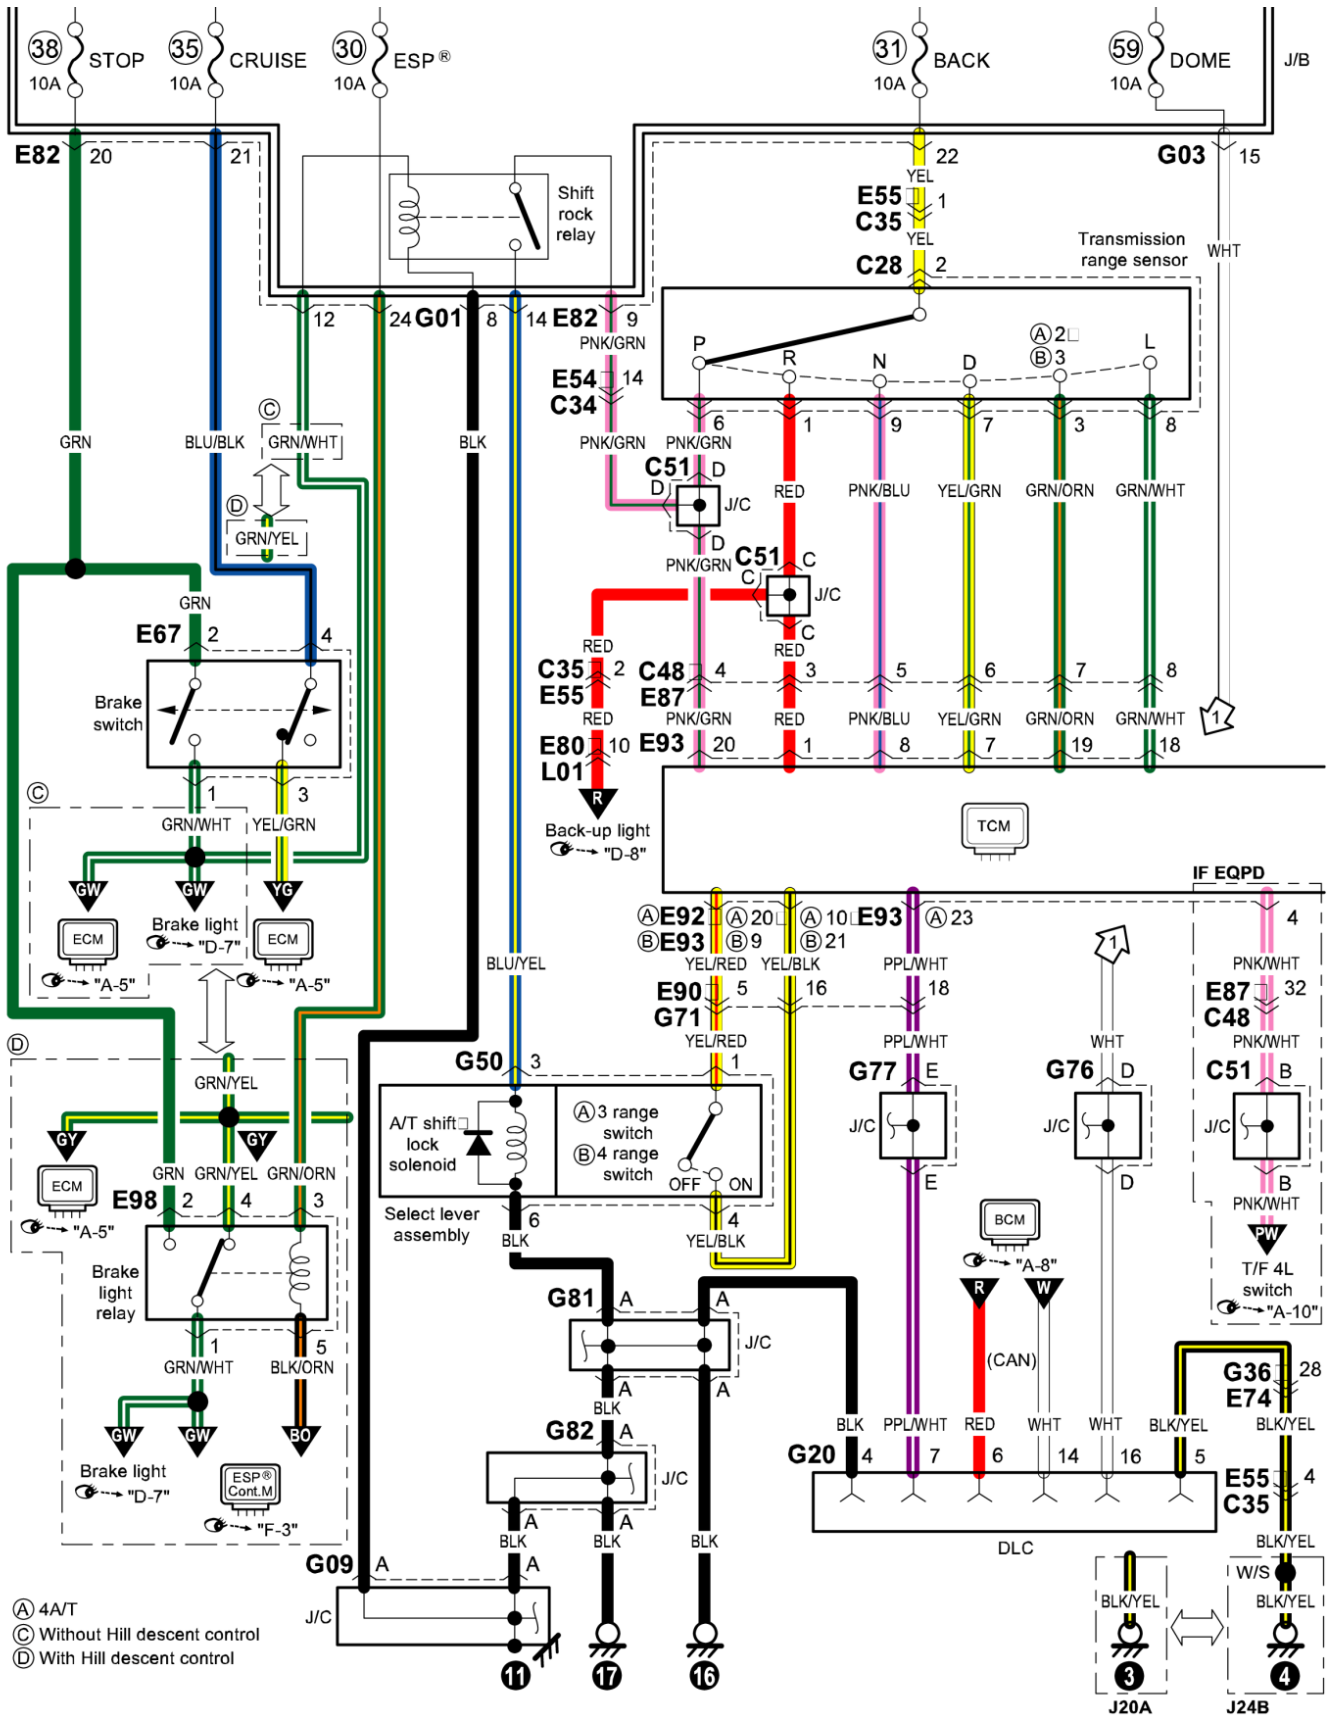 38 STOP 10A
35 CRUISE 10A
30 ESP® 10A
31 BACK 10A
59 DOME 10A
J/B
E82 20
21
22
G03 15
YEL
E55 1
C35
YEL
C28 2
Transmission
range sensor
WHT
Shift
rock
relay
12
24
G01 8
14
E82 9
PNK/GRN
E54 14
C34
P
R
N
D
Ⓐ 2
Ⓑ 3
L
6
1
9
7
3
8
GRN
BLU/BLK
Ⓒ
GRN/WHT
BLK
PNK/GRN
PNK/GRN
C51 D
D
J/C
D
RED
PNK/BLU
YEL/GRN
GRN/ORN
GRN/WHT
Ⓓ
GRN/YEL
PNK/GRN
C51 C
C
J/C
C
GRN
E67 2
4
RED
RED
C35 2
E55
C48 4
E87
3
5
6
7
8
Brake
switch
RED
PNK/GRN
RED
PNK/BLU
YEL/GRN
GRN/ORN
GRN/WHT
1
E80 10
L01
E93 20
1
8
7
19
18
1
3
Ⓒ
GRN/WHT
YEL/GRN
R
Back-up light
"D-8"
TCM
GW
GW
YG
ECM
Brake light
"D-7"
ECM
"A-5"
"A-5"
IF EQPD
Ⓐ E92 Ⓐ 20 Ⓐ 10
Ⓑ E93 Ⓑ 9 Ⓑ 21
E93 Ⓐ 23
4
1
BLU/YEL
YEL/RED
YEL/BLK
PPL/WHT
PNK/WHT
E90 5
G71
16
18
E87 32
C48
YEL/RED
PPL/WHT
WHT
PNK/WHT
Ⓓ
G50 3
1
G77 E
J/C
E
G76 D
J/C
D
C51 B
J/C
B
GRN/YEL
GY
GY
ECM
"A-5"
A/T shift
lock
solenoid
Ⓐ 3 range
switch
Ⓑ 4 range
switch
OFF
ON
GRN
GRN/YEL
GRN/ORN
E98 2
4
3
Select lever
assembly
6
4
BLK
YEL/BLK
BCM
"A-8"
PNK/WHT
PW
T/F 4L
switch
"A-10"
Brake
light
relay
1
5
GRN/WHT
BLK/ORN
G81 A
A
J/C
A
A
R
W
(CAN)
GW
GW
BO
Brake light
"D-7"
ESP®
Cont.M
"F-3"
BLK
G82 A
J/C
A
A
G36 28
E74
BLK
PPL/WHT
RED
WHT
WHT
BLK/YEL
BLK/YEL
G20 4
7
6
14
16
5
E55 4
C35
DLC
BLK
BLK
BLK
BLK/YEL
G09 A
A
J/C
W/S
BLK/YEL
BLK/YEL
Ⓐ 4A/T
Ⓒ Without Hill descent control
Ⓓ With Hill descent control
11
17
16
3
4
J20A
J24B